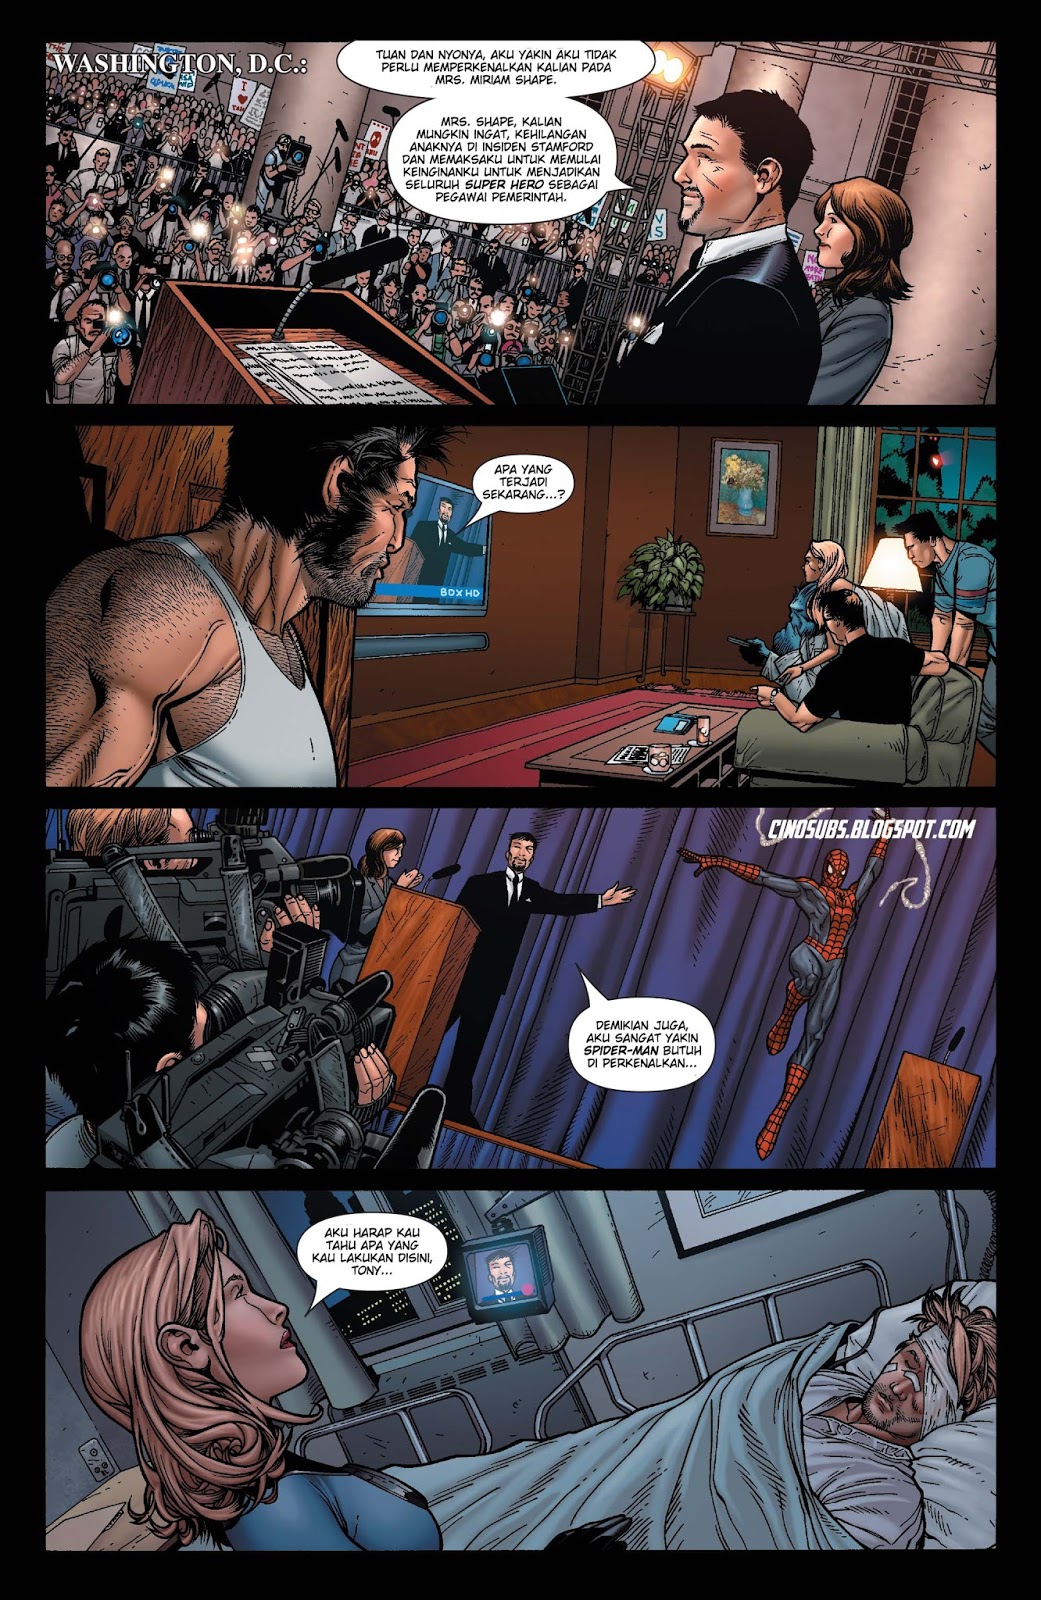 WASHINGTON, D.C.:
TUAN DAN NYONYA, AKU YAKIN AKU TIDAK
PERLU MEMPERKENALKAN KALIAN PADA
MRS. MIRIAM SHAPE.
MRS. SHAPE, KALIAN
MUNGKIN INGAT, KEHILANGAN
ANAKNYA DI INSIDEN STAMFORD
DAN MEMAKSAKU UNTUK MEMULAI
KEINGINANKU UNTUK MENJADIKAN
SELURUH SUPER HERO SEBAGAI
PEGAWAI PEMERINTAH.
I
NO
MORE
APA YANG
TERJADI
SEKARANG...?
BOX HD
CINOSUBS.BLOGSPOT.COM
DEMIKIAN JUGA,
AKU SANGAT YAKIN
SPIDER-MAN BUTUH
DI PERKENALKAN...
AKU HARAP KAU
TAHU APA YANG
KAU LAKUKAN DISINI,
TONY...